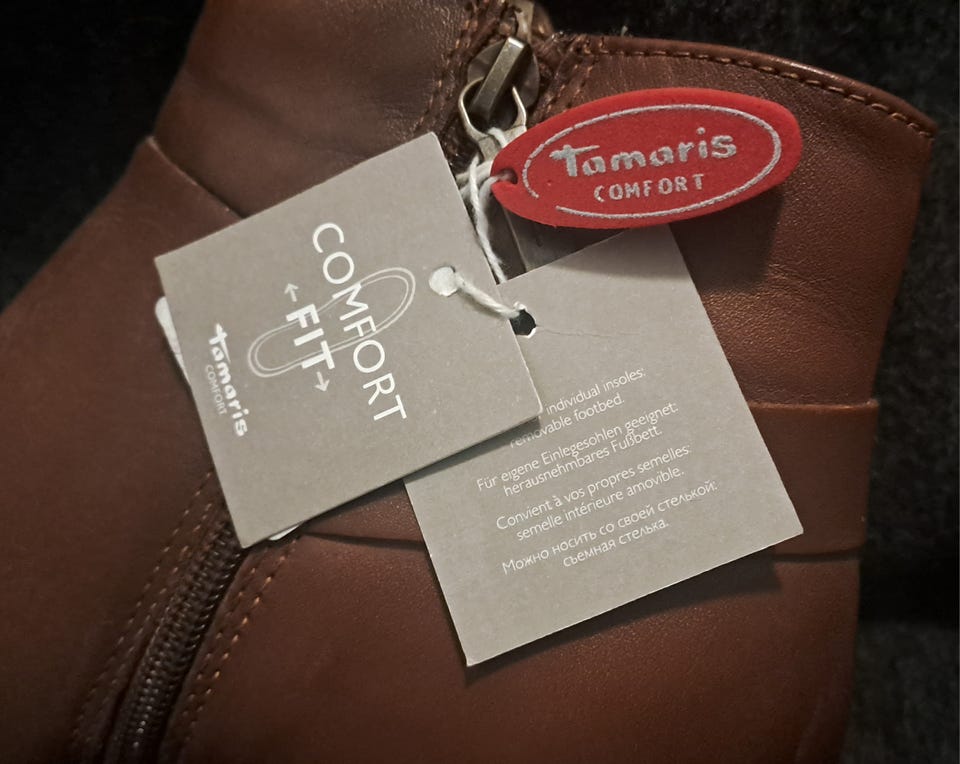 Tamaris
COMFORT
COMFORT
FIT
Tamaris
COMFORT
individual insoles:
removable footbed.
Für eigene Einlegesohlen geeignet:
herausnehmbares Fußbett.
Convient à vos propres semelles:
semelle intérieure amovible.
Можно носить со своей стелькой:
съемная стелька.